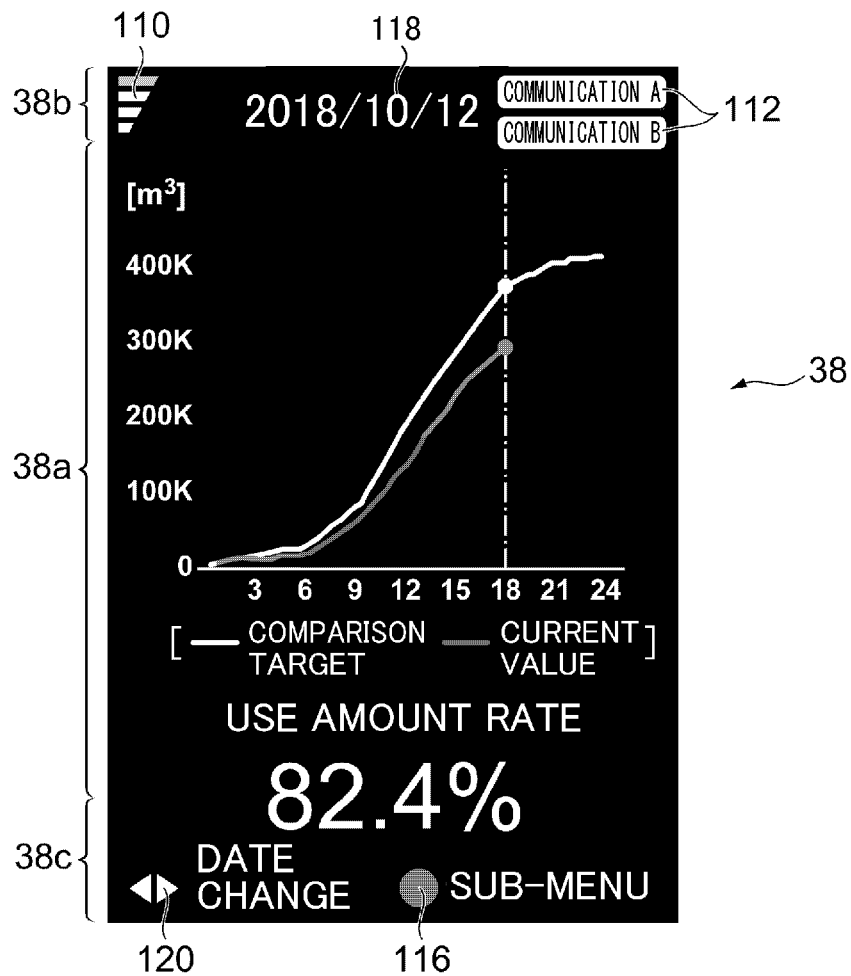 110
118
38b
2018/10/12
COMMUNICATION A
COMMUNICATION B
112
[m³]
400K
300K
200K
100K
0
38
38a
3 6 9 12 15 18 21 24
[ COMPARISON TARGET CURRENT VALUE ]
USE AMOUNT RATE
82.4%
38c
DATE
CHANGE
SUB-MENU
120
116